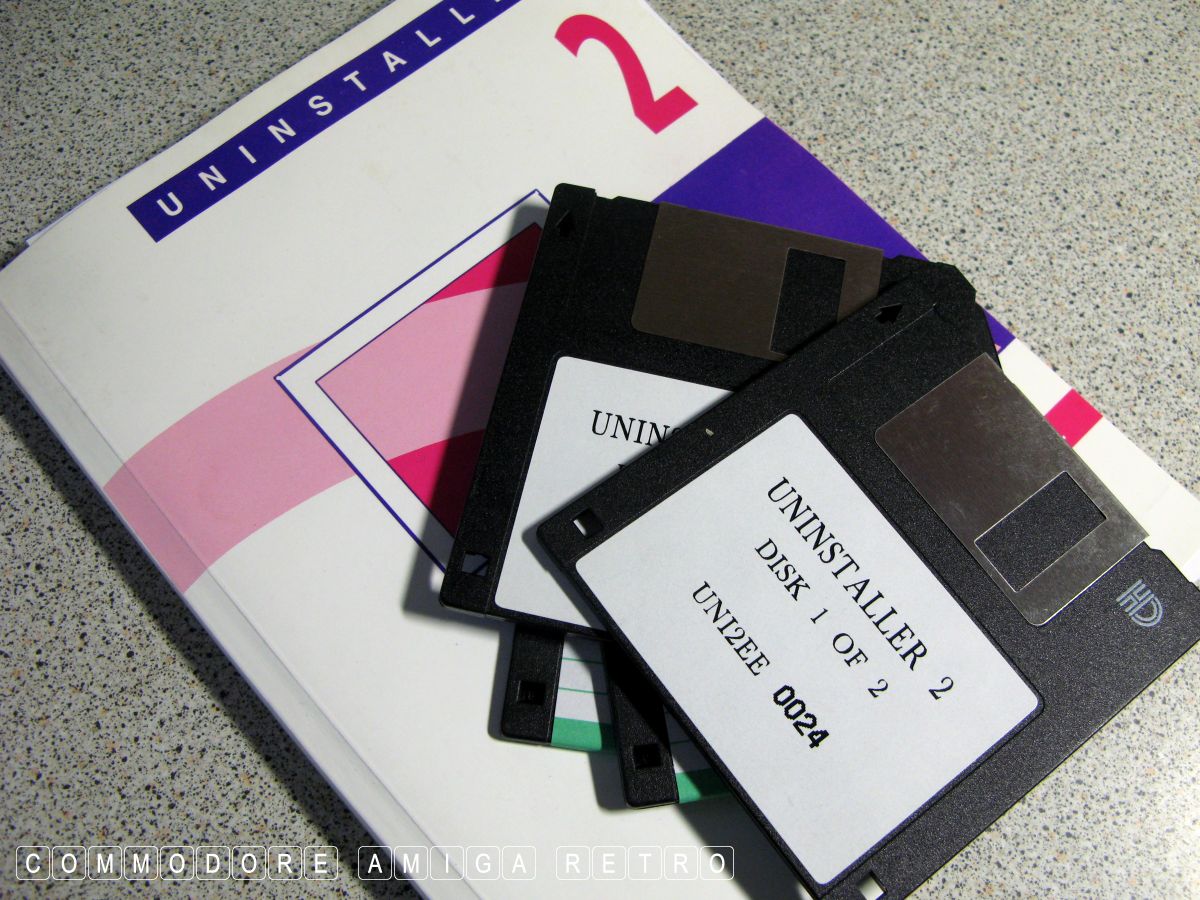 UNINSTALL
2
UNINS
UNINSTALLER 2
DISK 1 OF 2
UNI2EE 0024
HD
COMMODORE AMIGA RETRO